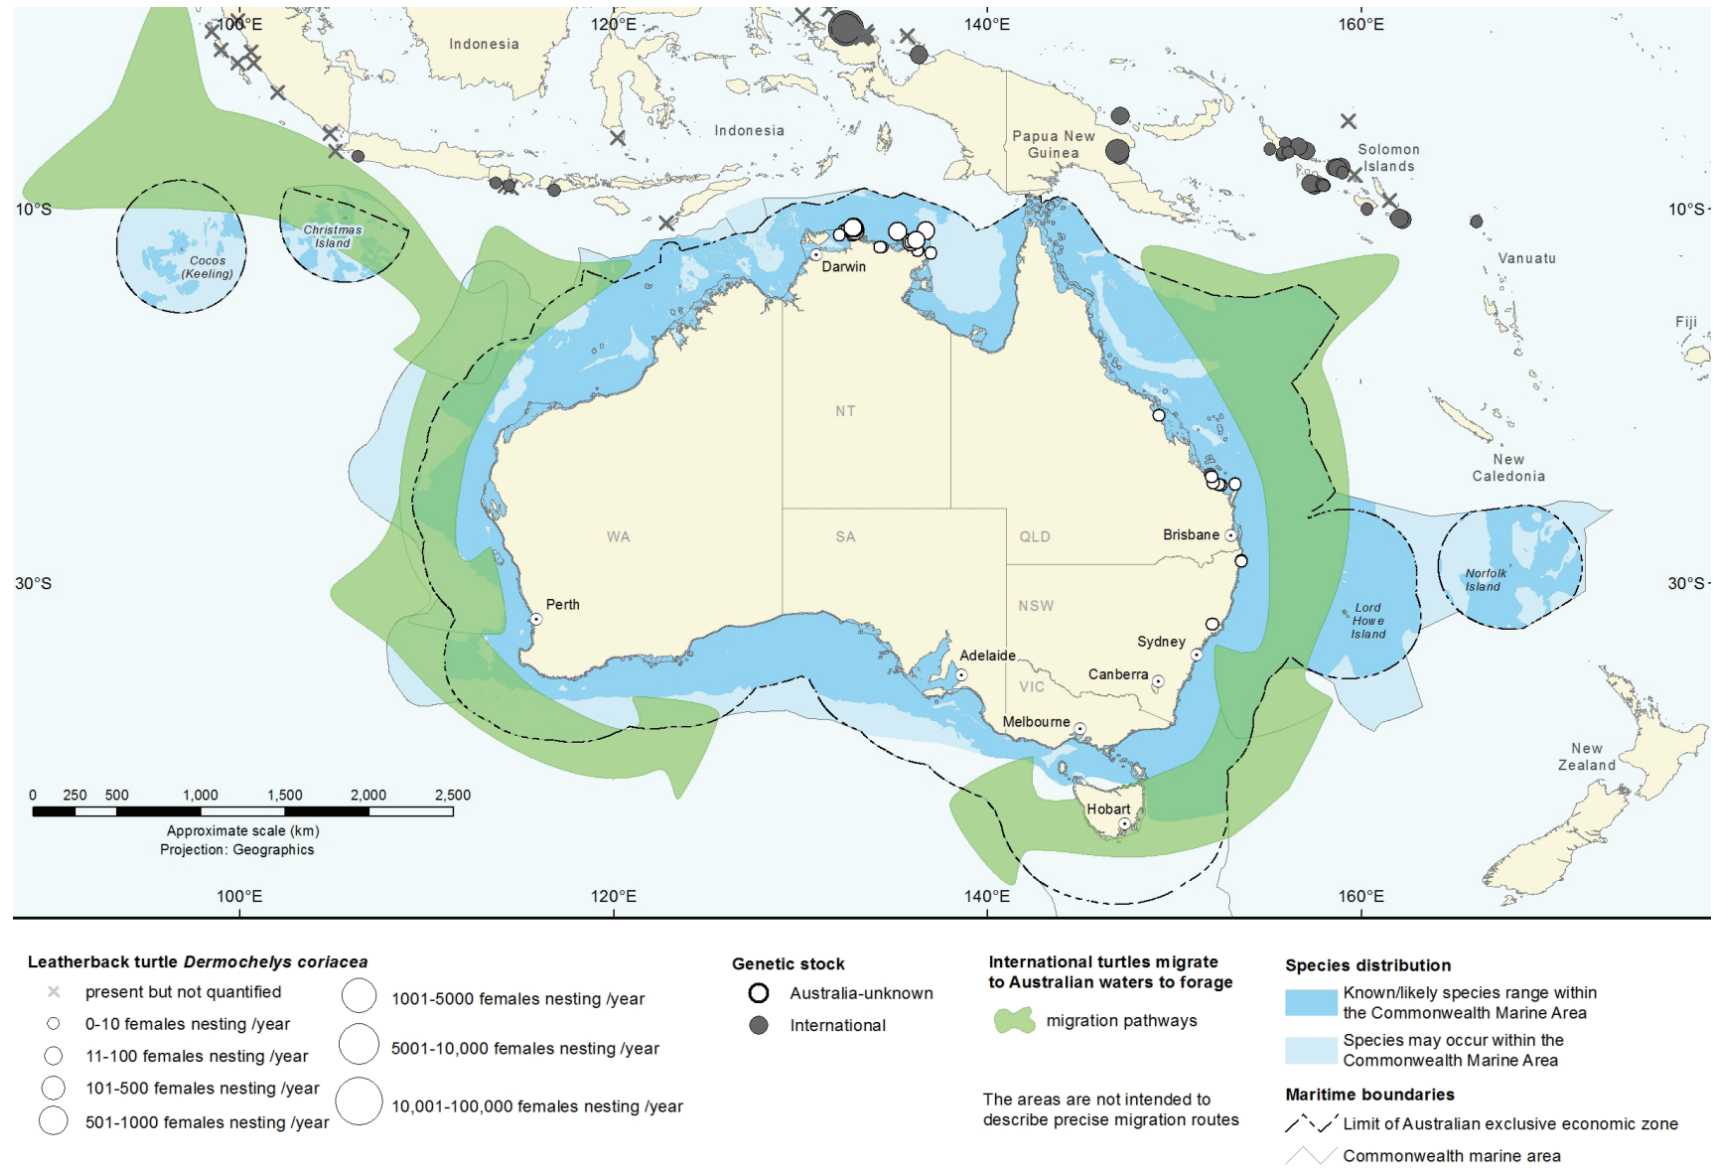 100°E
120°E
140°E
160°E
Indonesia
Indonesia
Papua New
Guinea
Solomon
Islands
10°S
10°S
Christmas
Island
Cocos
(Keeling)
Darwin
Vanuatu
Fiji
NT
New
Caledonia
WA
SA
QLD
Brisbane
30°S
30°S
Norfolk
Island
Perth
NSW
Lord
Howe
Island
Sydney
Adelaide
Canberra
VIC
Melbourne
New
Zealand
Hobart
0 250 500 1,000 1,500 2,000 2,500
Approximate scale (km)
Projection: Geographics
100°E
120°E
140°E
160°E
Leatherback turtle Dermochelys coriacea
present but not quantified
0-10 females nesting /year
11-100 females nesting /year
101-500 females nesting /year
501-1000 females nesting /year
1001-5000 females nesting /year
5001-10,000 females nesting /year
10,001-100,000 females nesting /year
Genetic stock
Australia-unknown
International
International turtles migrate
to Australian waters to forage
migration pathways
The areas are not intended to
describe precise migration routes
Species distribution
Known/likely species range within
the Commonwealth Marine Area
Species may occur within the
Commonwealth Marine Area
Maritime boundaries
Limit of Australian exclusive economic zone
Commonwealth marine area